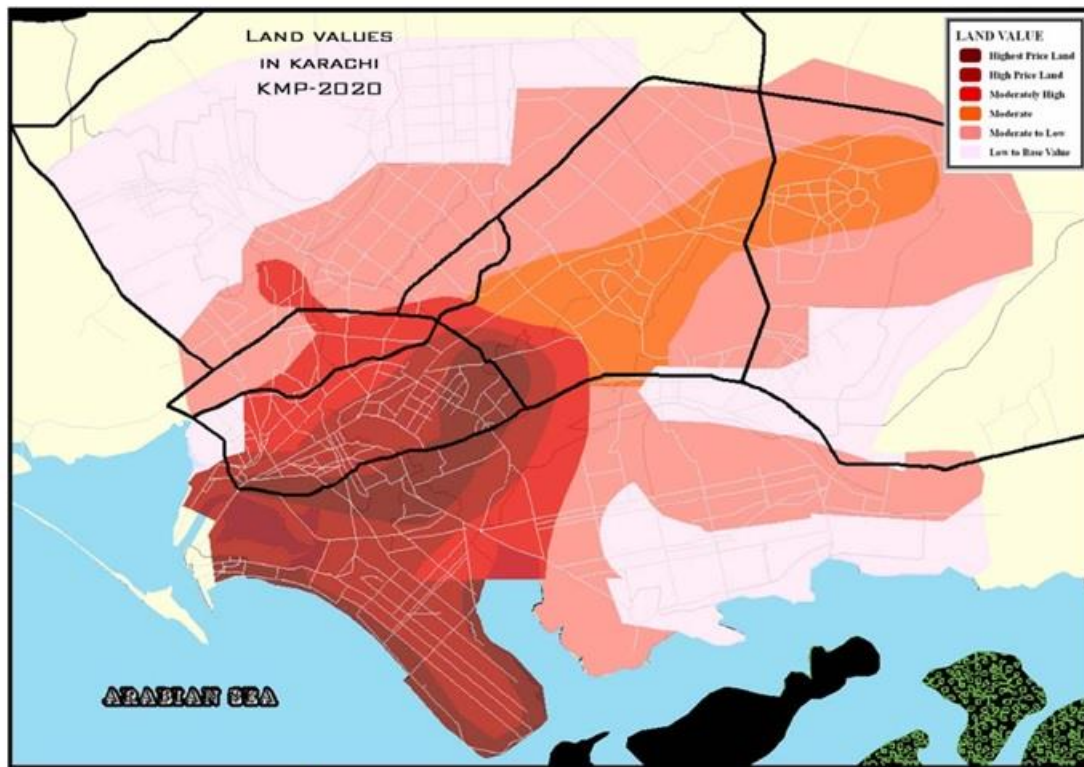 LAND VALUES
IN KARACHI
KMP-2020
LAND VALUE
Highest Price Land
High Price Land
Moderately High
Moderate
Moderate to Low
Low to Base Value
ARABIAN SEA